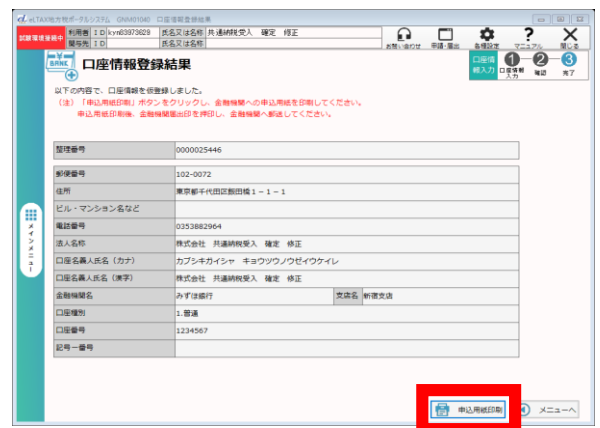 eLTAX地方税ポータルシステム GNM01040 口座情報登録結果
試験環境接続中 利用者 ID kyn83973629 氏名又は名称 共通納税受入 確定 修正
関与先 ID 氏名又は名称
お問い合わせ 申請・届出 各種設定 マニュアル 閉じる
BANK 口座情報登録結果
口座情報入力 1 口座情報入力 2 確認 3 完了
以下の内容で、口座情報を仮登録しました。
（注）「申込用紙印刷」ボタンをクリックし、金融機関への申込用紙を印刷してください。
申込用紙印刷後、金融機関届出印を押印し、金融機関へ郵送してください。
整理番号 0000025446
郵便番号 102-0072
住所 東京都千代田区飯田橋１－１－１
ビル・マンション名など
電話番号 0353882964
法人名称 株式会社 共通納税受入 確定 修正
口座名義人氏名（カナ） カブシキガイシャ キョウツウノウゼイウケイレ
口座名義人氏名（漢字） 株式会社 共通納税受入 確定 修正
金融機関名 みずほ銀行 支店名 新宿支店
口座種別 1.普通
口座番号 1234567
記号－番号
メインメニュー
申込用紙印刷 メニューへ